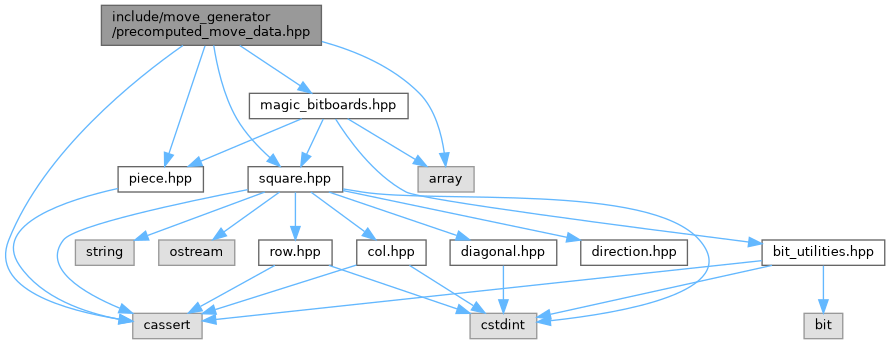 include/move_generator
/precomputed_move_data.hpp
magic_bitboards.hpp
piece.hpp
square.hpp
array
string
ostream
row.hpp
col.hpp
diagonal.hpp
direction.hpp
bit_utilities.hpp
cassert
cstdint
bit